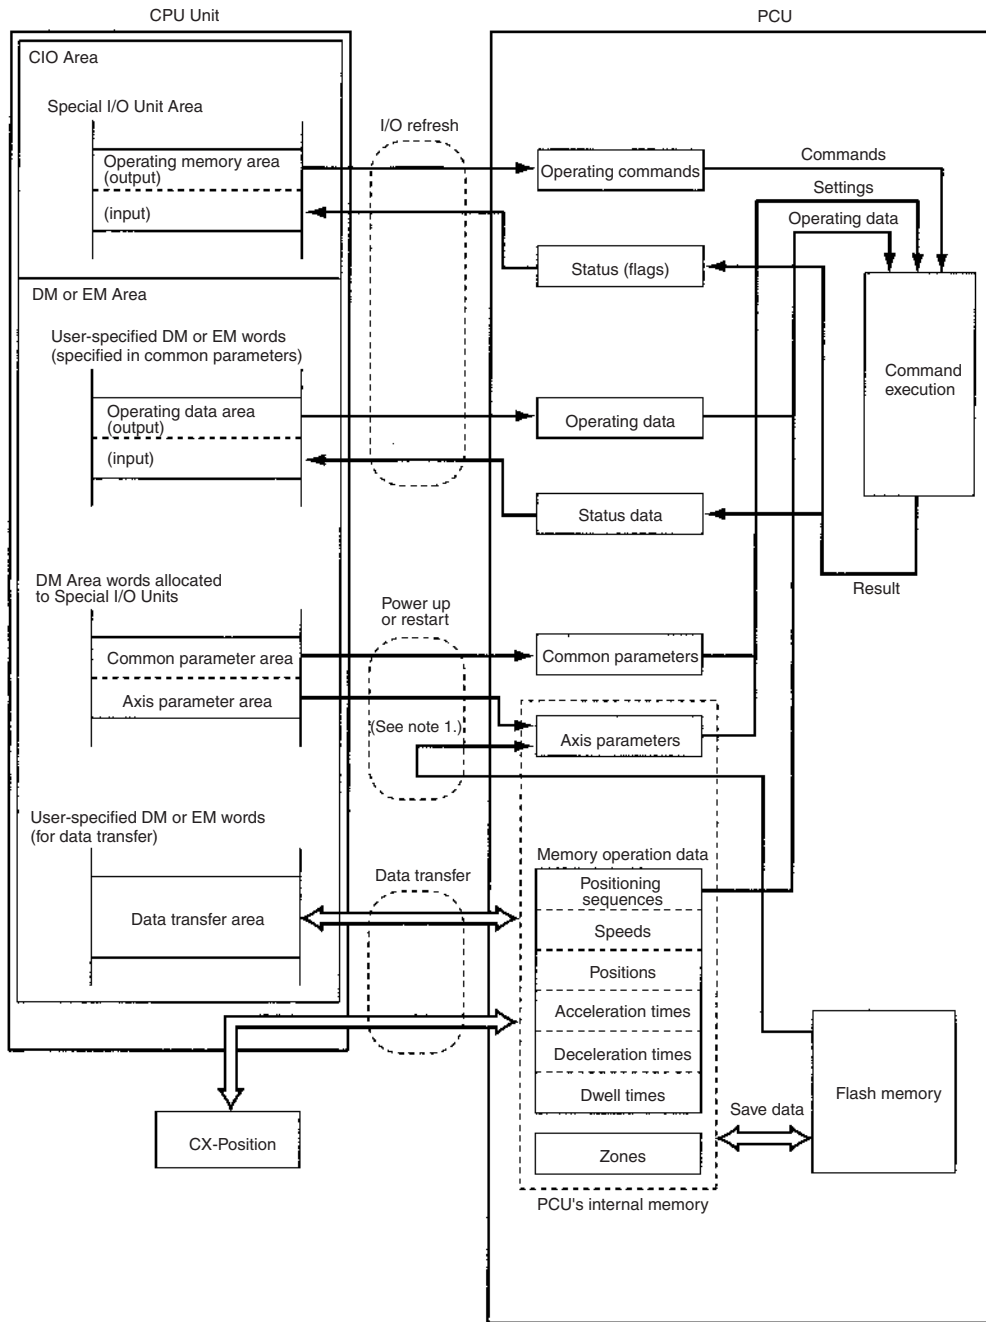 CPU Unit
PCU
CIO Area
Special I/O Unit Area
I/O refresh
Operating memory area
(output)
(input)
Operating commands
Commands
Settings
Operating data
Status (flags)
DM or EM Area
User-specified DM or EM words
(specified in common parameters)
Command
execution
Operating data area
(output)
(input)
Operating data
Status data
Result
DM Area words allocated
to Special I/O Units
Power up
or restart
Common parameter area
Axis parameter area
Common parameters
(See note 1.)
Axis parameters
User-specified DM or EM words
(for data transfer)
Data transfer
Memory operation data
Data transfer area
Positioning
sequences
Speeds
Positions
Acceleration times
Deceleration times
Dwell times
Flash memory
Save data
CX-Position
Zones
PCU's internal memory